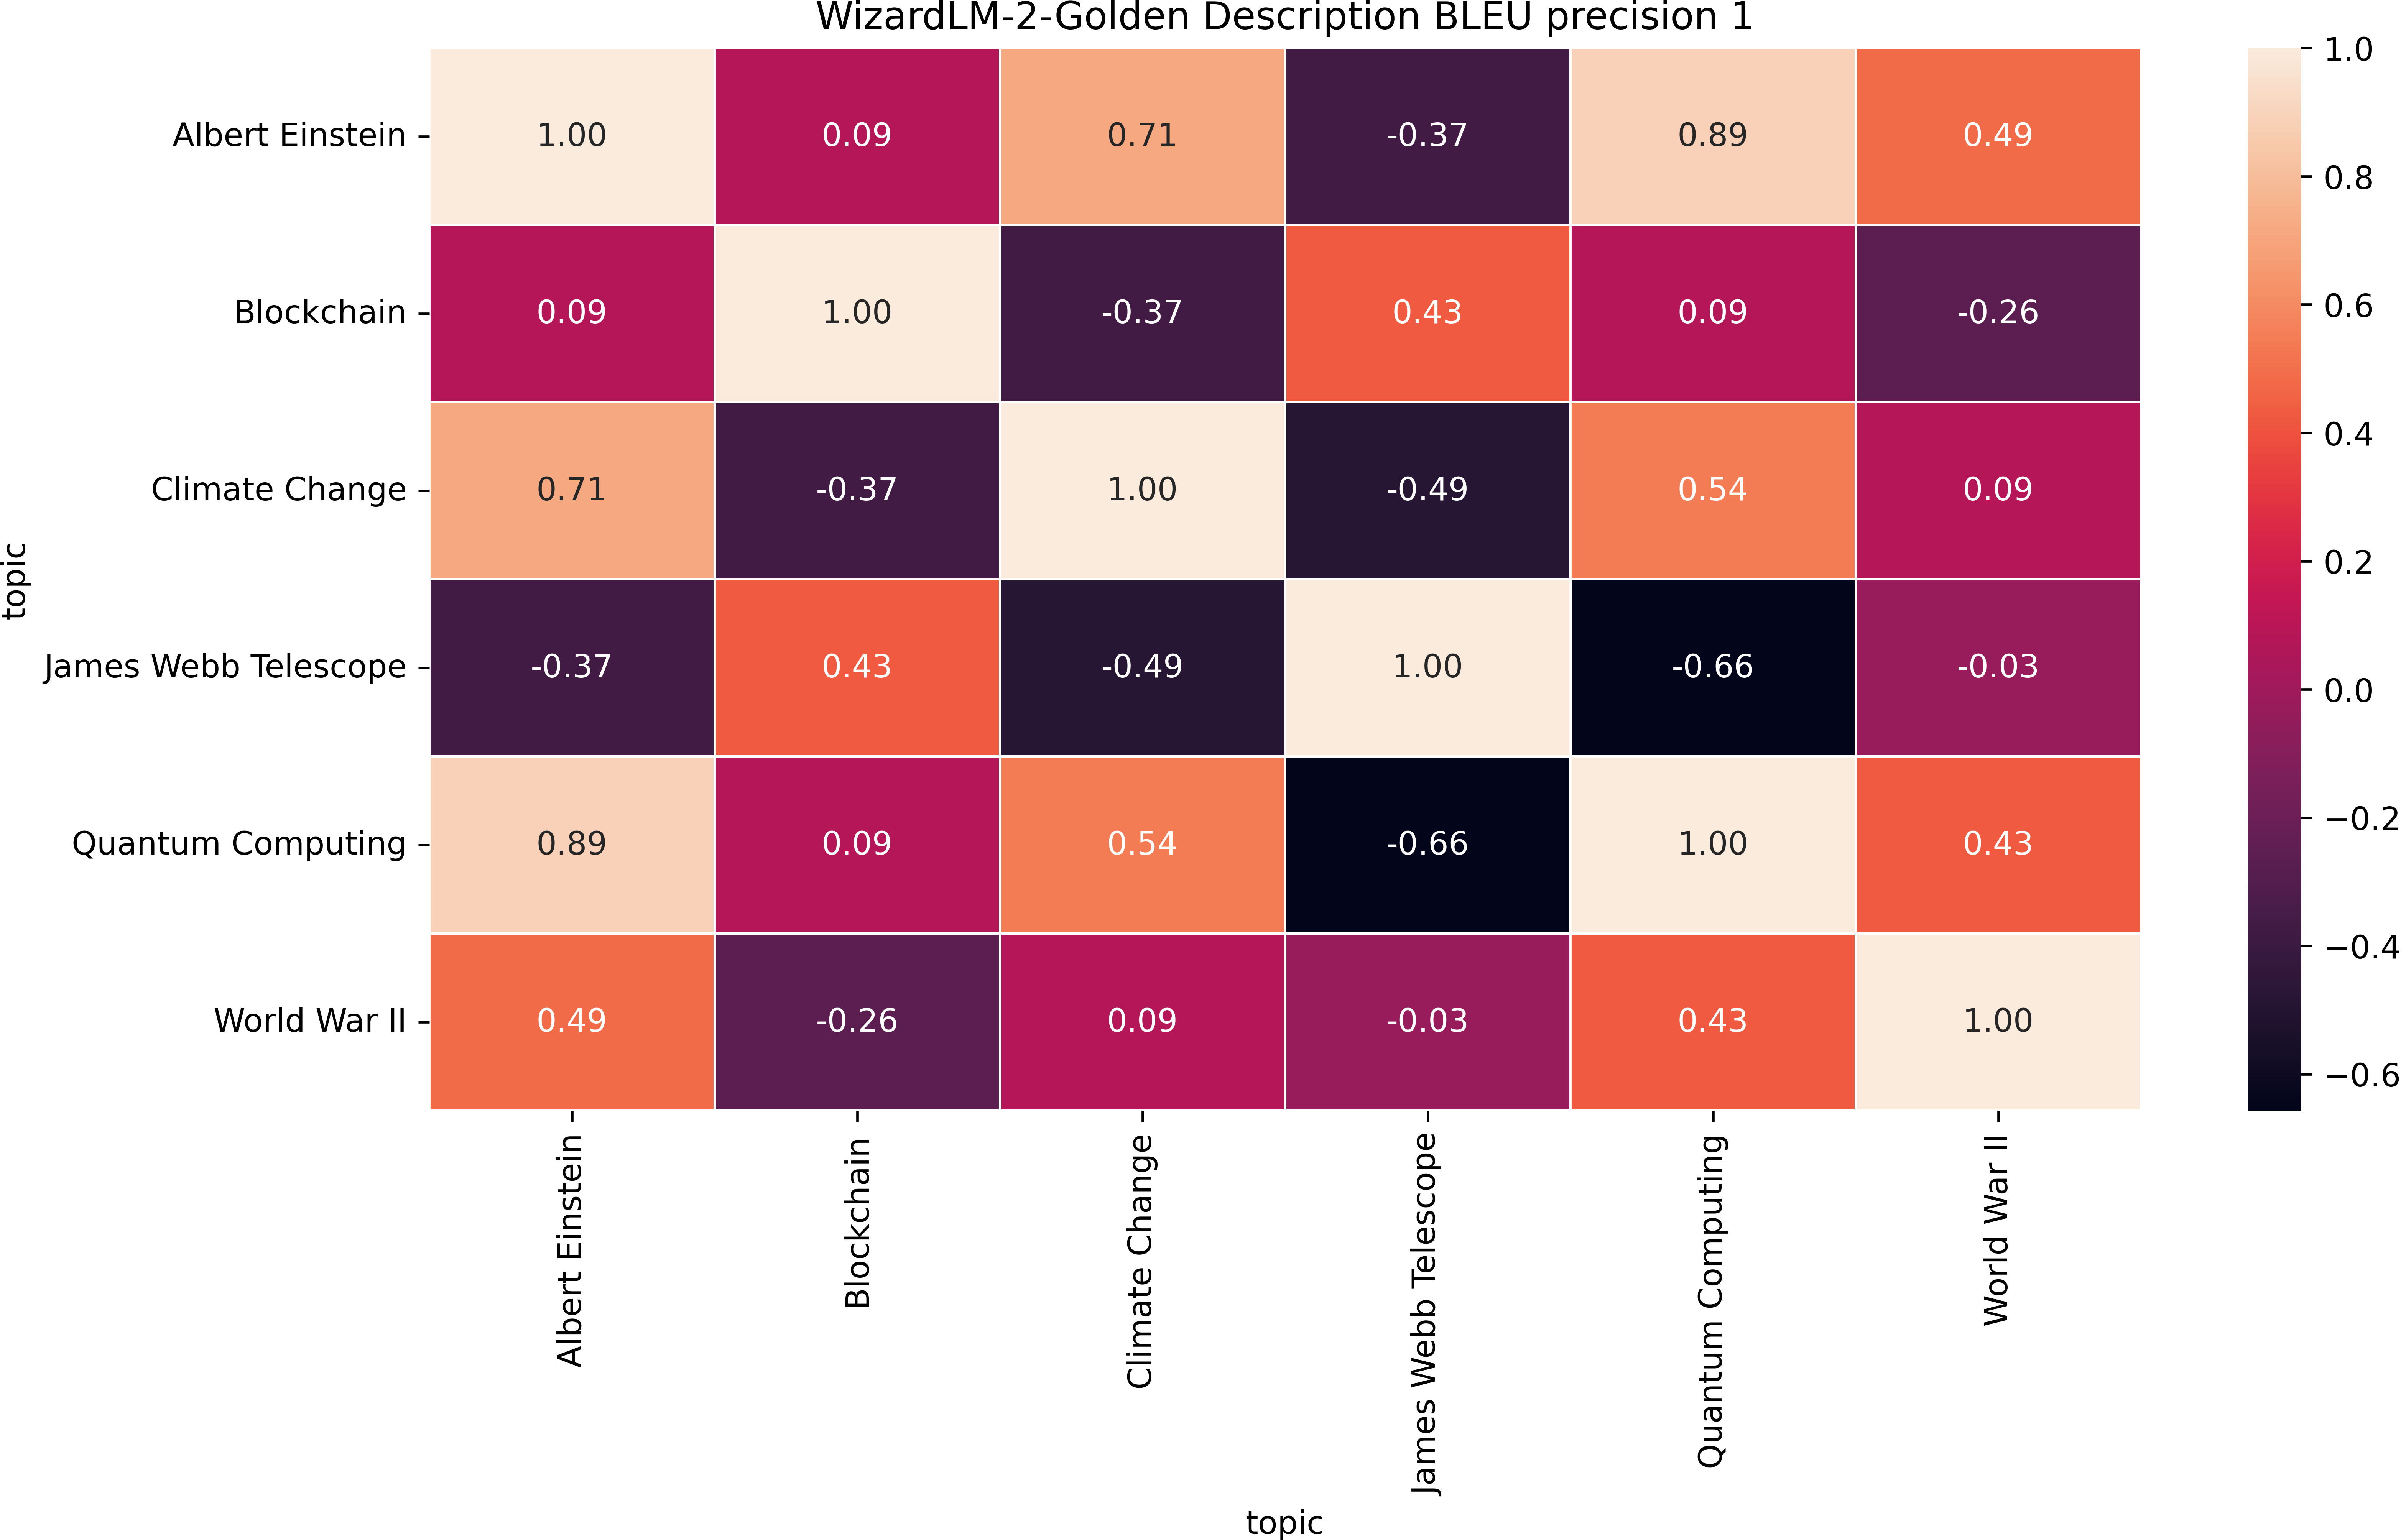 WizardLM-2-Golden Description BLEU precision 1
topic
Albert Einstein 1.00 0.09 0.71 -0.37 0.89 0.49
Blockchain 0.09 1.00 -0.37 0.43 0.09 -0.26
Climate Change 0.71 -0.37 1.00 -0.49 0.54 0.09
James Webb Telescope -0.37 0.43 -0.49 1.00 -0.66 -0.03
Quantum Computing 0.89 0.09 0.54 -0.66 1.00 0.43
World War II 0.49 -0.26 0.09 -0.03 0.43 1.00
Albert Einstein
Blockchain
Climate Change
James Webb Telescope
Quantum Computing
World War II
topic
1.0
0.8
0.6
0.4
0.2
0.0
−0.2
−0.4
−0.6